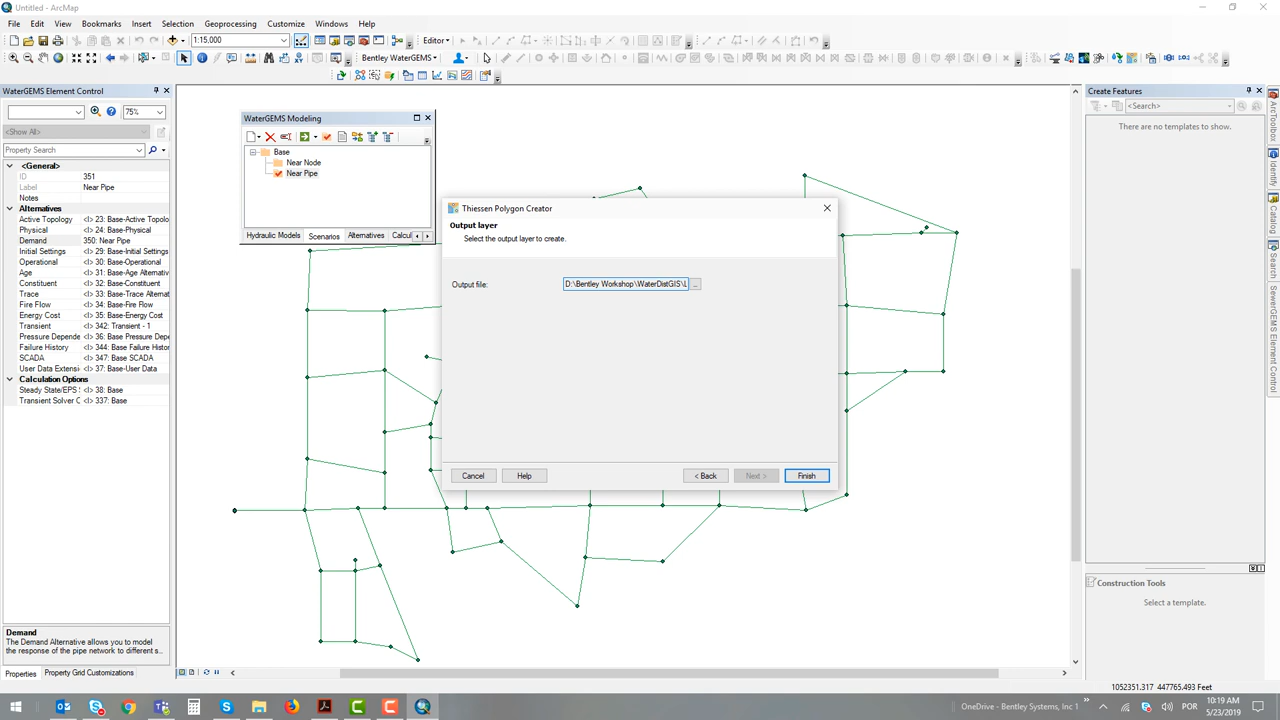 Untitled - ArcMap
File Edit View Bookmarks Insert Selection Geoprocessing Customize Windows Help
1:15.000 Editor
Bentley WaterGEMS
WaterGEMS Element Control
75%
<Show All>
Property Search
<General>
ID 351
Label Near Pipe
Notes
Alternatives
Active Topology <I> 23: Base-Active Topolo
Physical <I> 24: Base-Physical
Demand 350: Near Pipe
Initial Settings <I> 29: Base-Initial Settings
Operational <I> 30: Base-Operational
Age <I> 31: Base-Age Alternativ
Constituent <I> 32: Base-Constituent
Trace <I> 33: Base-Trace Alternati
Fire Flow <I> 34: Base-Fire Flow
Energy Cost <I> 35: Base-Energy Cost
Transient <I> 342: Transient - 1
Pressure Depende <I> 36: Base Pressure Depe
Failure History <I> 344: Base Failure Histor
SCADA <I> 347: Base SCADA
User Data Extensi <I> 37: Base-User Data
Calculation Options
Steady State/EPS <I> 38: Base
Transient Solver C <I> 337: Base
Demand
The Demand Alternative allows you to model
the response of the pipe network to different s...
Properties Property Grid Customizations
WaterGEMS Modeling
Base
Near Node
Near Pipe
Hydraulic Models Scenarios Alternatives Calcul
Thiessen Polygon Creator
Output layer
Select the output layer to create.
Output file: D:\Bentley Workshop\WaterDistGIS\L ...
Cancel Help < Back Next > Finish
Create Features
<Search>
There are no templates to show.
Construction Tools
Select a template.
ArcToolbox
Identify
Catalog
Search
SewerGEMS Element Control
1052351.317 447765.493 Feet
OneDrive - Bentley Systems, Inc 1 POR 10:19 AM
5/23/2019